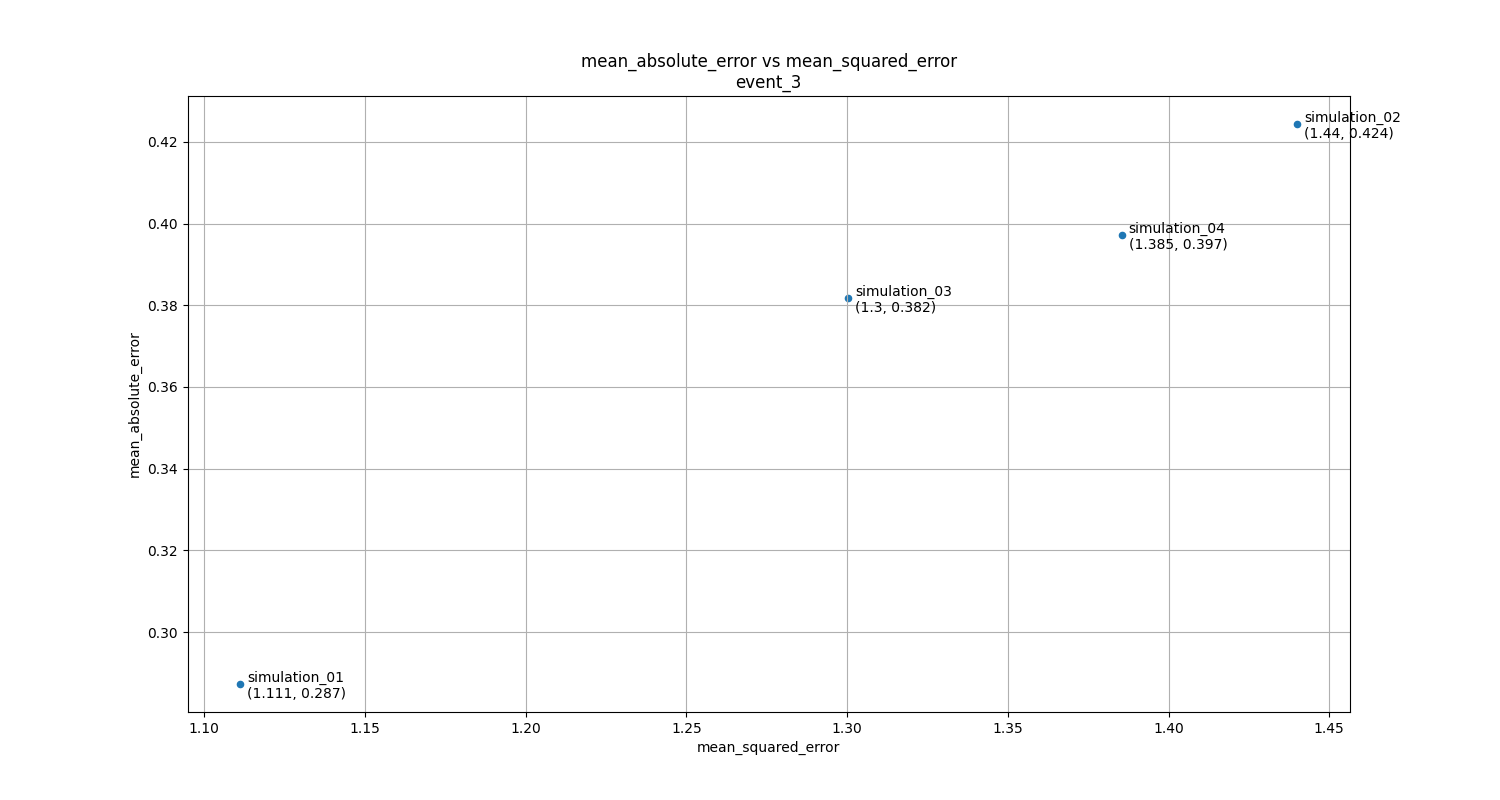 mean_absolute_error vs mean_squared_error
event_3
simulation_02
(1.44, 0.424)
0.42
0.40
simulation_04
(1.385, 0.397)
simulation_03
(1.3, 0.382)
0.38
mean_absolute_error
0.36
0.34
0.32
0.30
simulation_01
(1.111, 0.287)
1.10 1.15 1.20 1.25 1.30 1.35 1.40 1.45
mean_squared_error